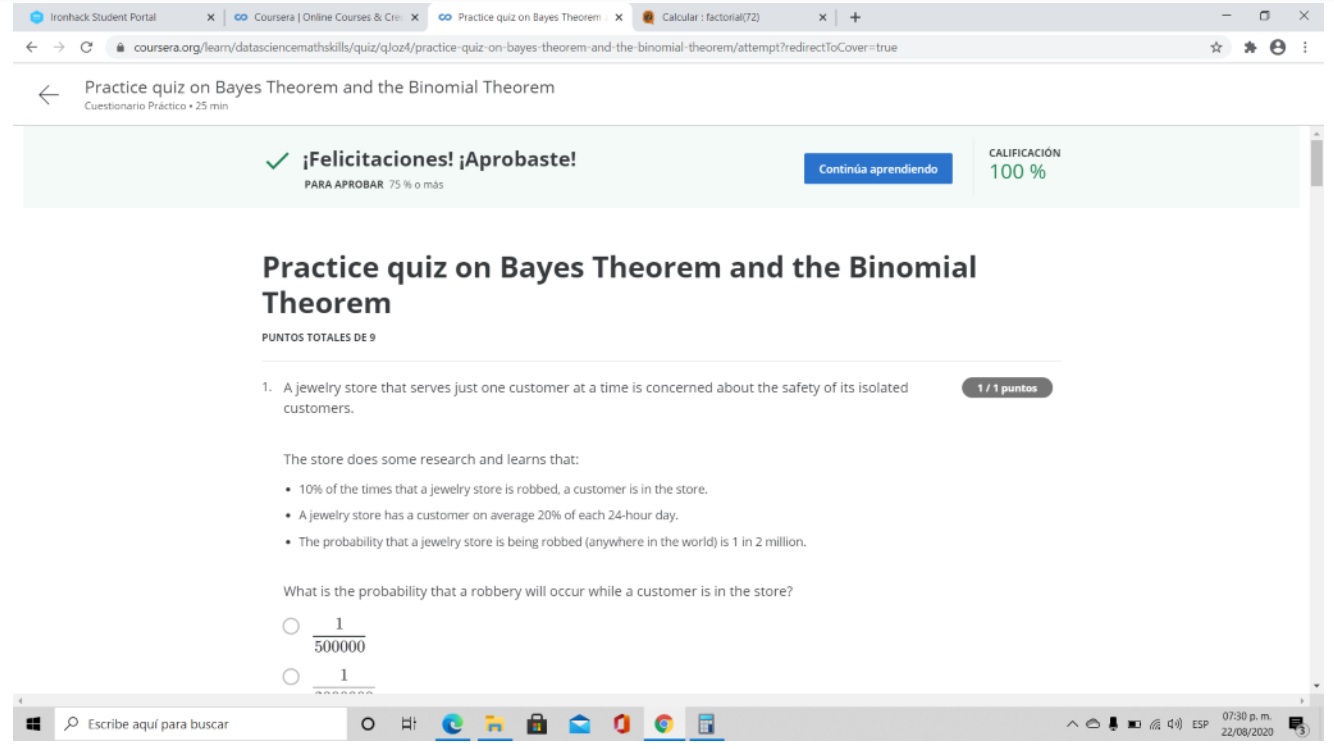 Ironhack Student Portal
Coursera | Online Courses & Cre
Practice quiz on Bayes Theorem
Calcular : factorial(72)
coursera.org/learn/datasciencemathskills/quiz/qJoz4/practice-quiz-on-bayes-theorem-and-the-binomial-theorem/attempt?redirectToCover=true
Practice quiz on Bayes Theorem and the Binomial Theorem
Cuestionario Práctico • 25 min
¡Felicitaciones! ¡Aprobaste!
PARA APROBAR 75 % o más
Continúa aprendiendo
CALIFICACIÓN
100 %
Practice quiz on Bayes Theorem and the Binomial
Theorem
PUNTOS TOTALES DE 9
1. A jewelry store that serves just one customer at a time is concerned about the safety of its isolated
customers.
1 / 1 puntos
The store does some research and learns that:
• 10% of the times that a jewelry store is robbed, a customer is in the store.
• A jewelry store has a customer on average 20% of each 24-hour day.
• The probability that a jewelry store is being robbed (anywhere in the world) is 1 in 2 million.
What is the probability that a robbery will occur while a customer is in the store?
1
500000
1
Escribe aquí para buscar
ESP
07:30 p. m.
22/08/2020
3